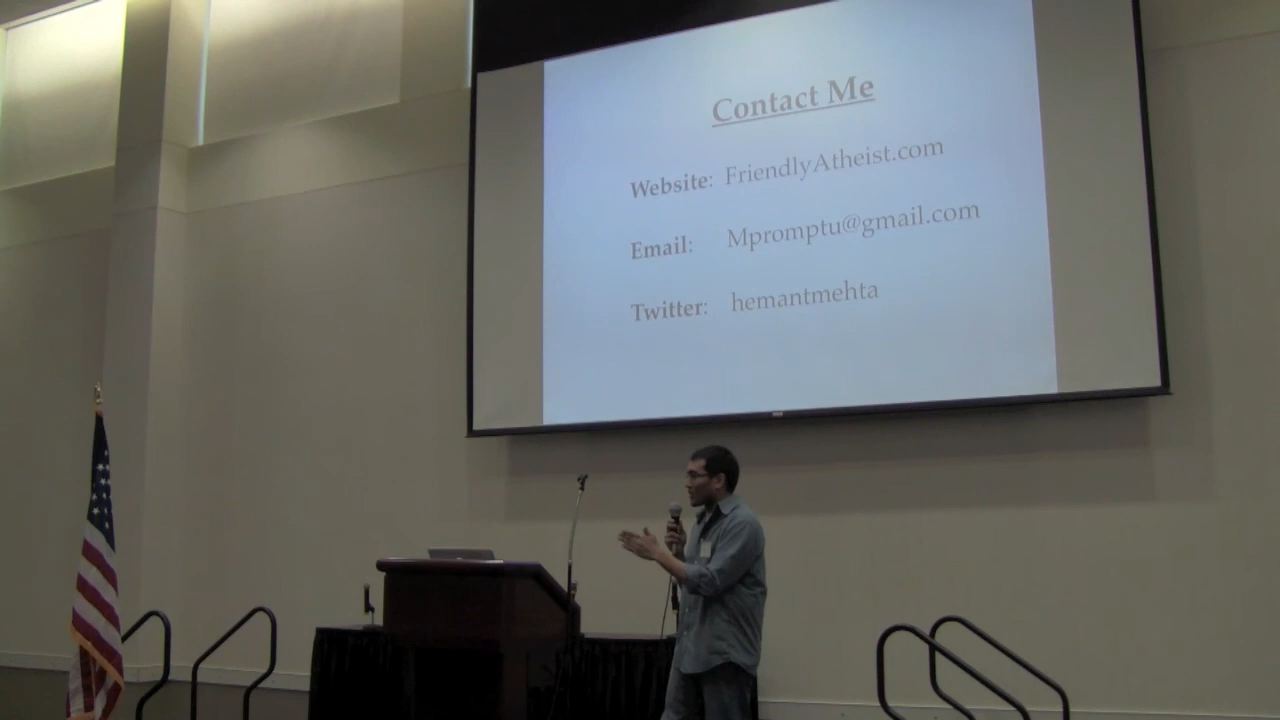 Contact Me
Website: FriendlyAtheist.com
Email: Mpromptu@gmail.com
Twitter: hemantmehta